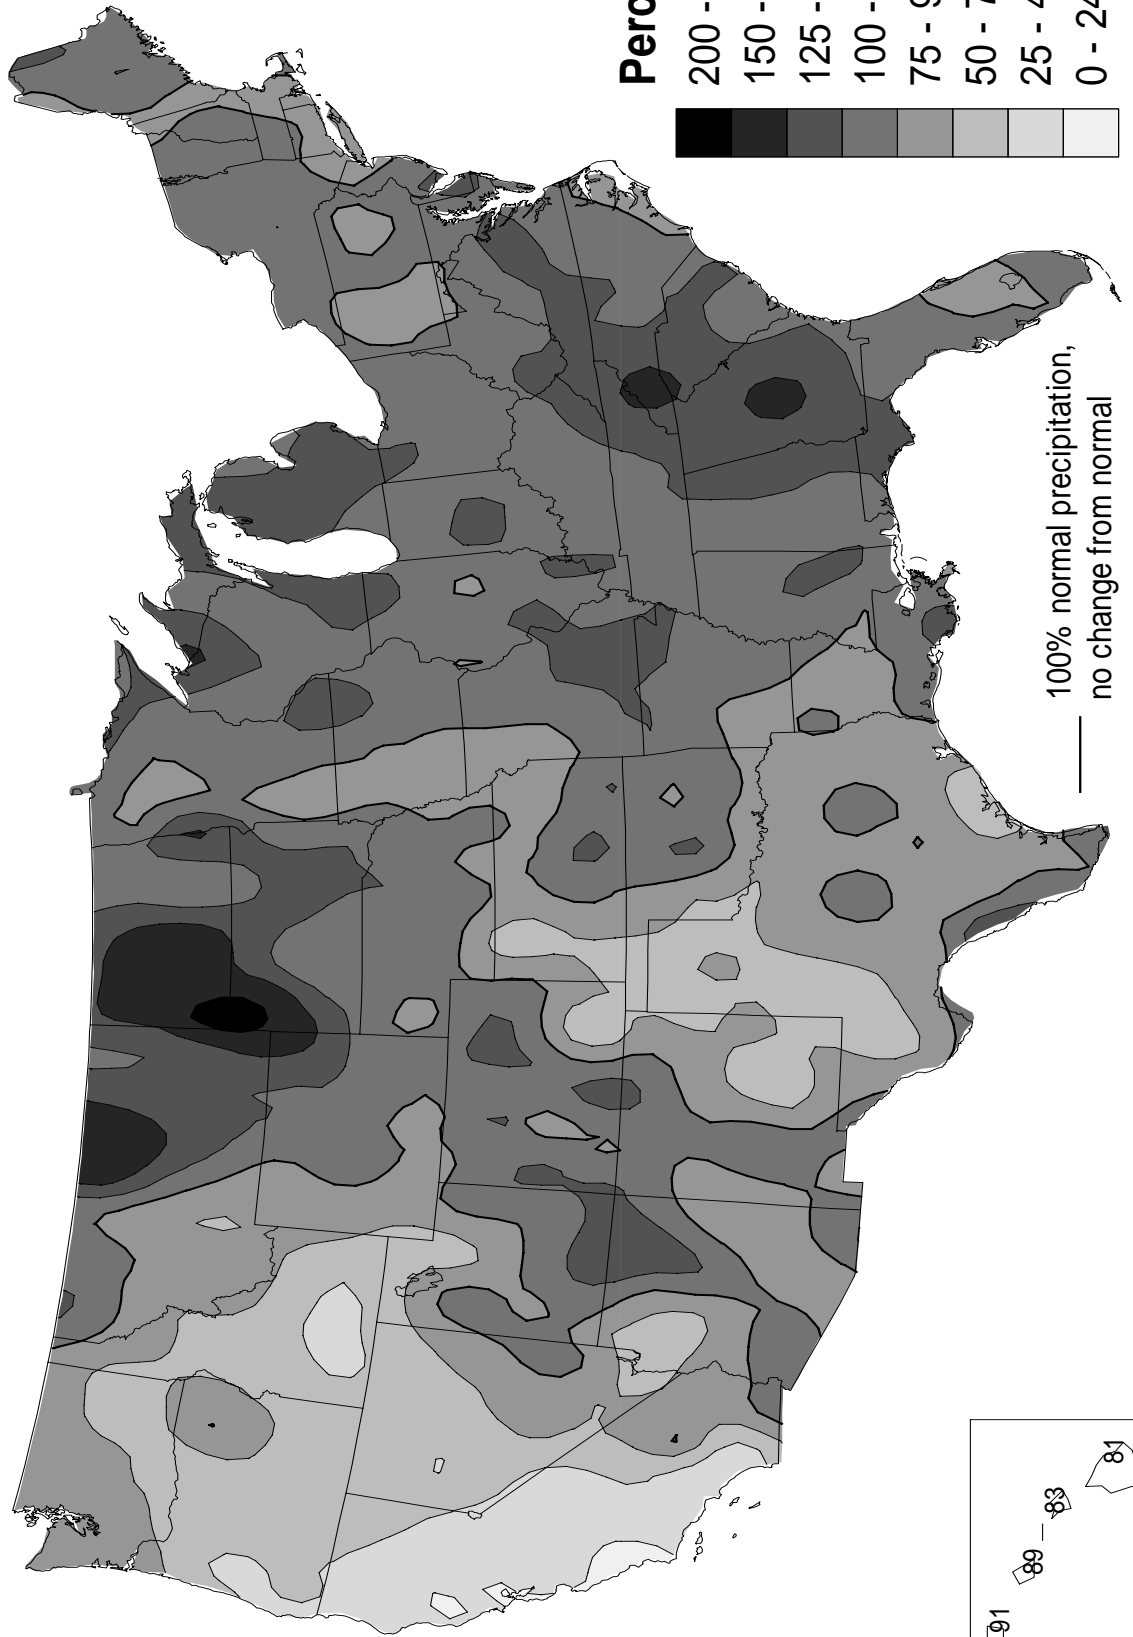 Perc
200 -
150 -
125 -
100 -
75 - 9
50 - 7
25 - 4
0 - 24
100% normal precipitation,
no change from normal
91
89
83
81